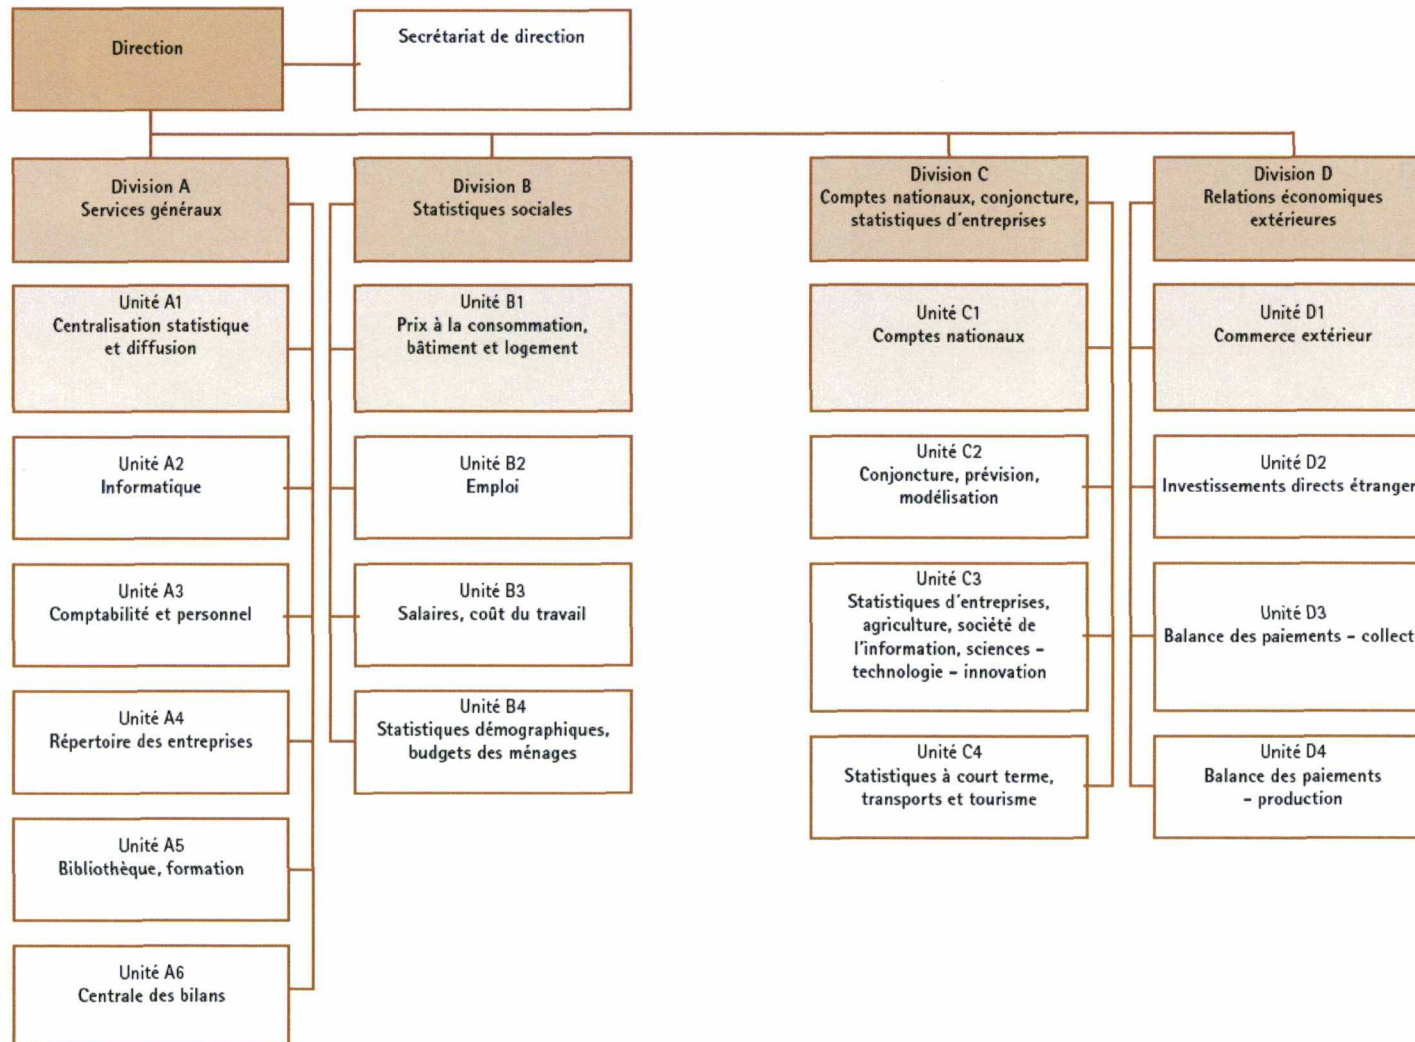 Direction
Secrétariat de direction
Division A
Services généraux
Division B
Statistiques sociales
Division C
Comptes nationaux, conjoncture,
statistiques d'entreprises
Division D
Relations économiques
extérieures
Unité A1
Centralisation statistique
et diffusion
Unité B1
Prix à la consommation,
bâtiment et logement
Unité C1
Comptes nationaux
Unité D1
Commerce extérieur
Unité A2
Informatique
Unité B2
Emploi
Unité C2
Conjoncture, prévision,
modélisation
Unité D2
Investissements directs étranger
Unité A3
Comptabilité et personnel
Unité B3
Salaires, coût du travail
Unité C3
Statistiques d'entreprises,
agriculture, société de
l'information, sciences –
technologie – innovation
Unité D3
Balance des paiements – collect
Unité A4
Répertoire des entreprises
Unité B4
Statistiques démographiques,
budgets des ménages
Unité C4
Statistiques à court terme,
transports et tourisme
Unité D4
Balance des paiements
– production
Unité A5
Bibliothèque, formation
Unité A6
Centrale des bilans